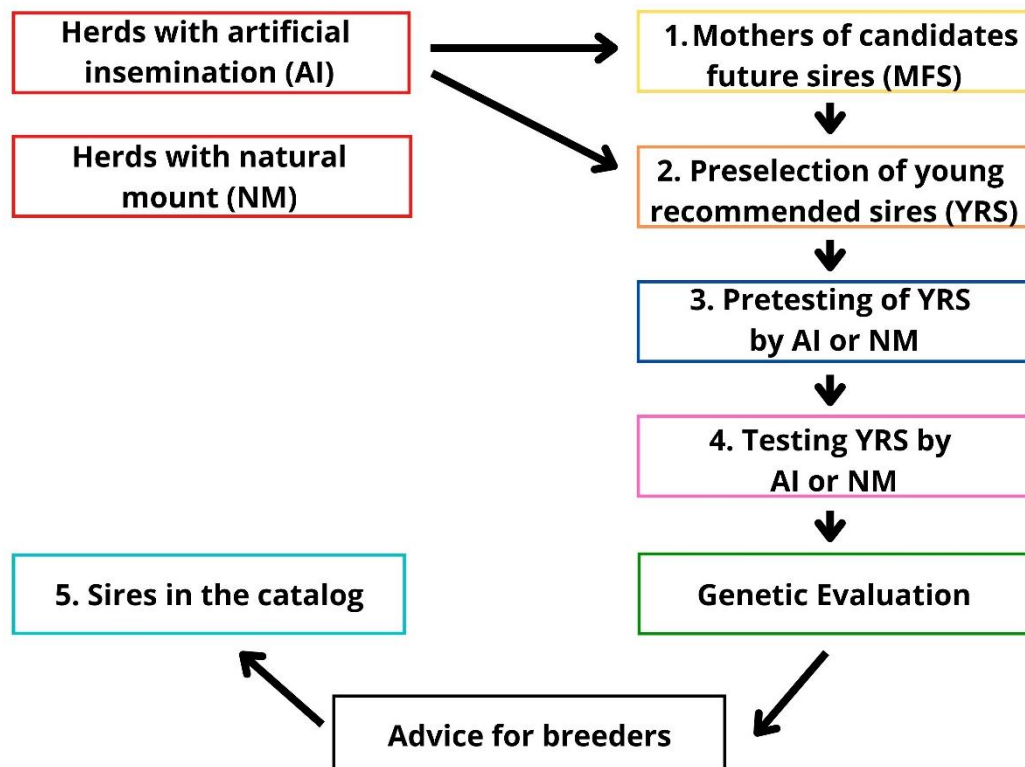 Herds with artificial
insemination (AI)
1. Mothers of candidates
future sires (MFS)
Herds with natural
mount (NM)
2. Preselection of young
recommended sires (YRS)
3. Pretesting of YRS
by AI or NM
4. Testing YRS by
AI or NM
5. Sires in the catalog
Genetic Evaluation
Advice for breeders